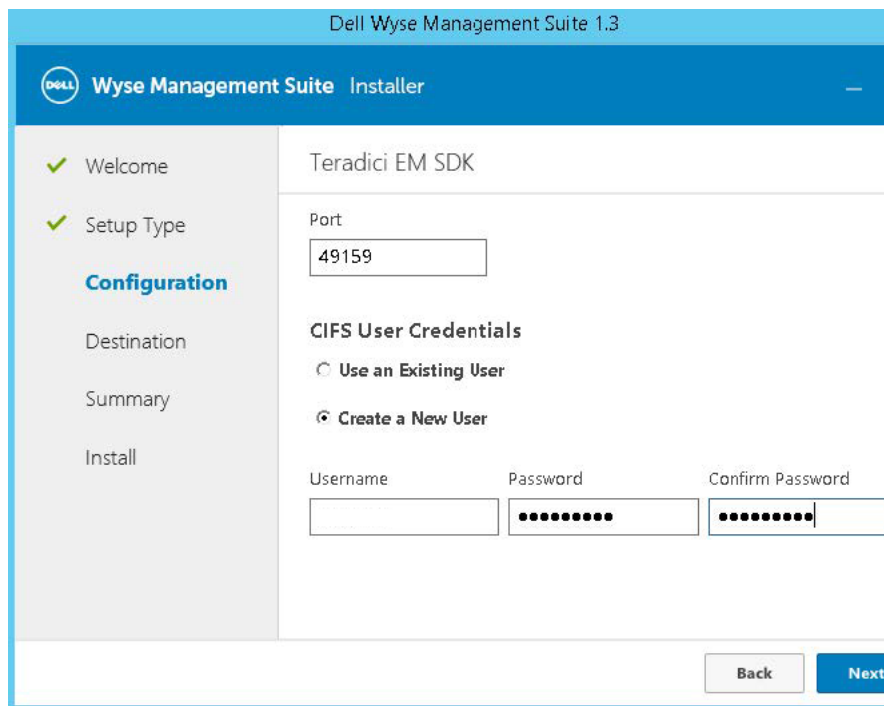 Dell Wyse Management Suite 1.3
DELL Wyse Management Suite Installer
Welcome
Setup Type
Configuration
Destination
Summary
Install
Teradici EM SDK
Port
49159
CIFS User Credentials
Use an Existing User
Create a New User
Username Password Confirm Password
●●●●●●●●● ●●●●●●●●●
Back Next